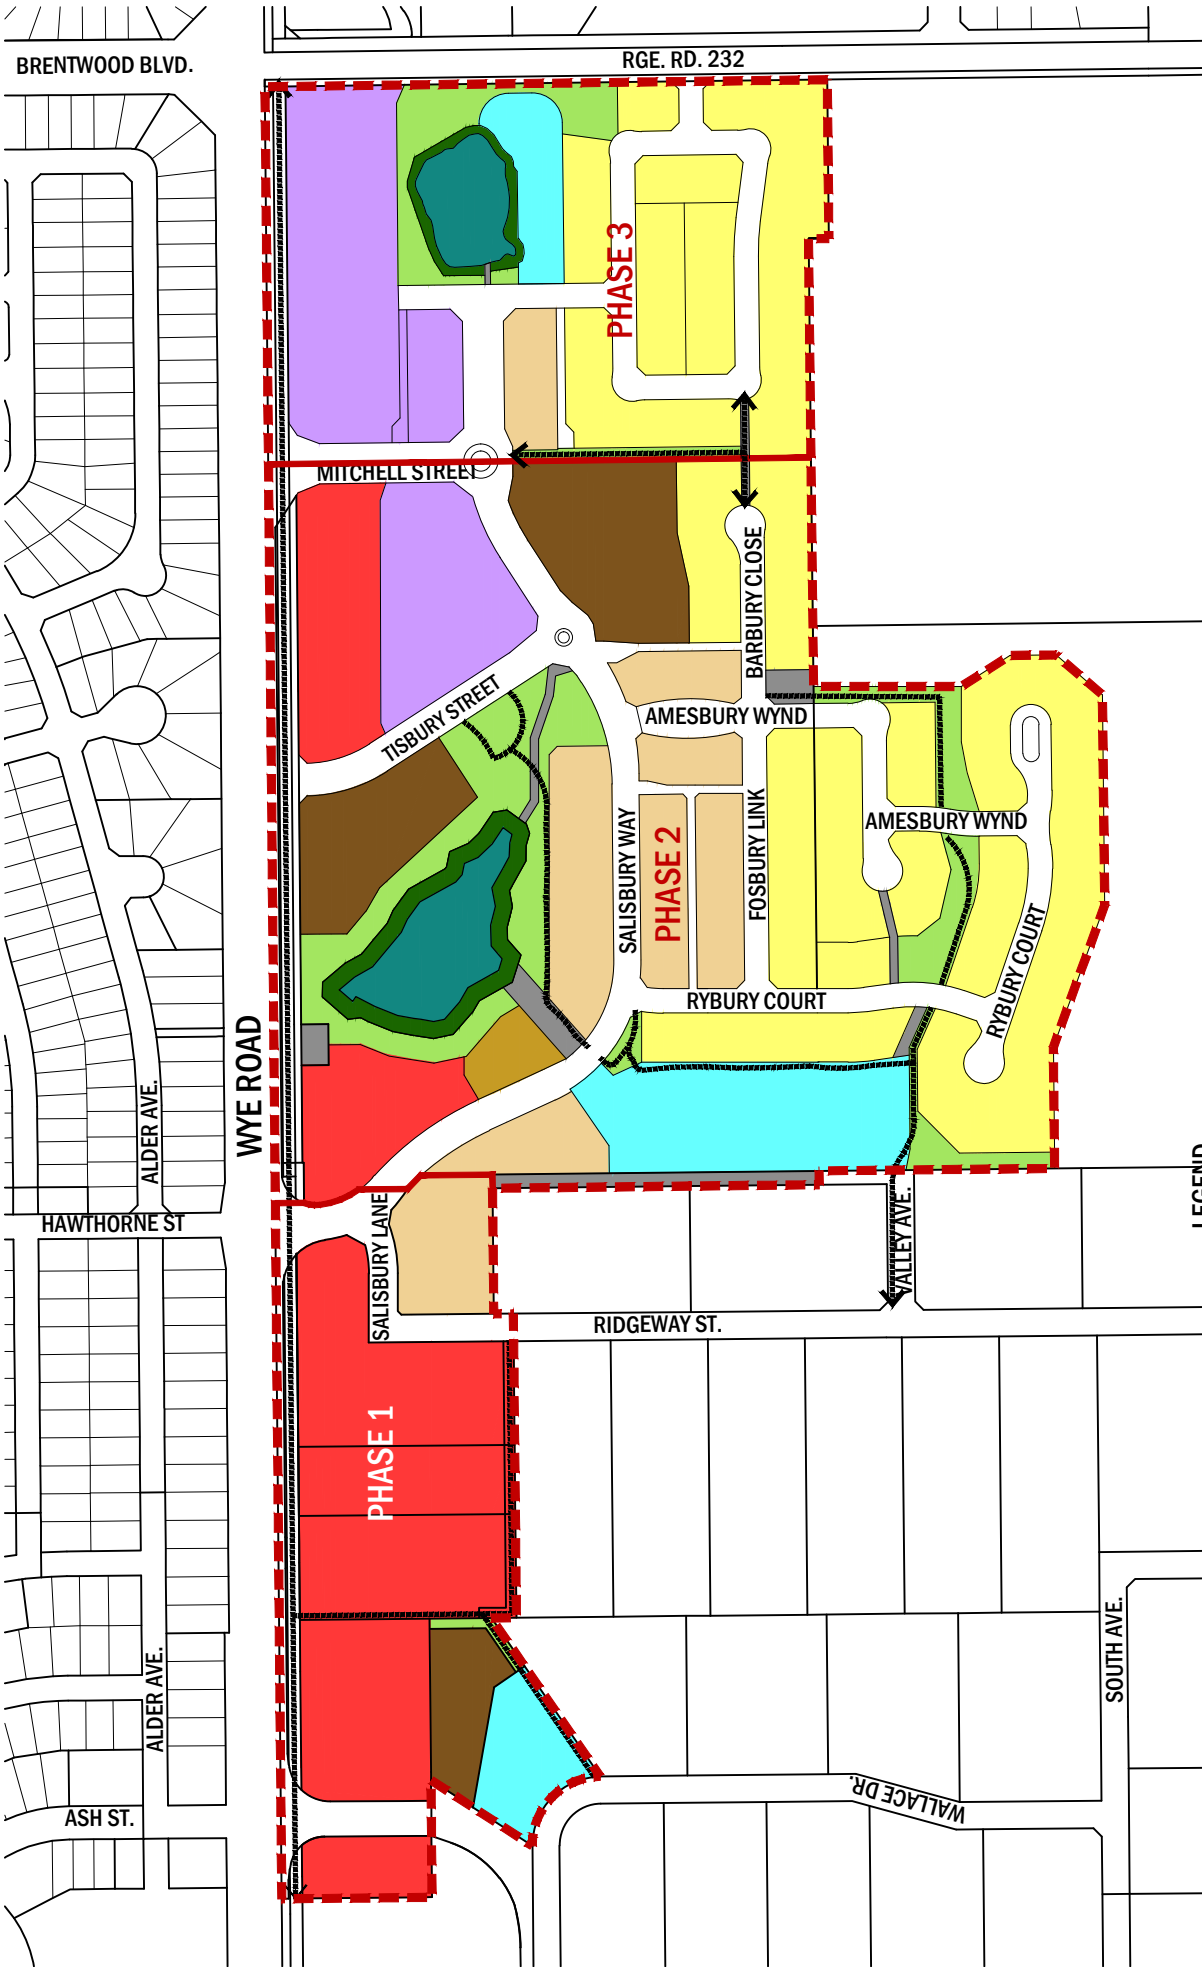 BRENTWOOD BLVD.
RGE. RD. 232
PHASE 3
MITCHELL STREET
BARBURY CLOSE
TISBURY STREET
AMESBURY WYND
AMESBURY WYND
SALISBURY WAY
PHASE 2
FOSBURY LINK
RYBURY COURT
RYBURY COURT
WYE ROAD
ALDER AVE.
HAWTHORNE ST
SALISBURY LANE
VALLEY AVE.
LEGEND
RIDGEWAY ST.
PHASE 1
ALDER AVE.
SOUTH AVE.
WALLACE DR.
ASH ST.